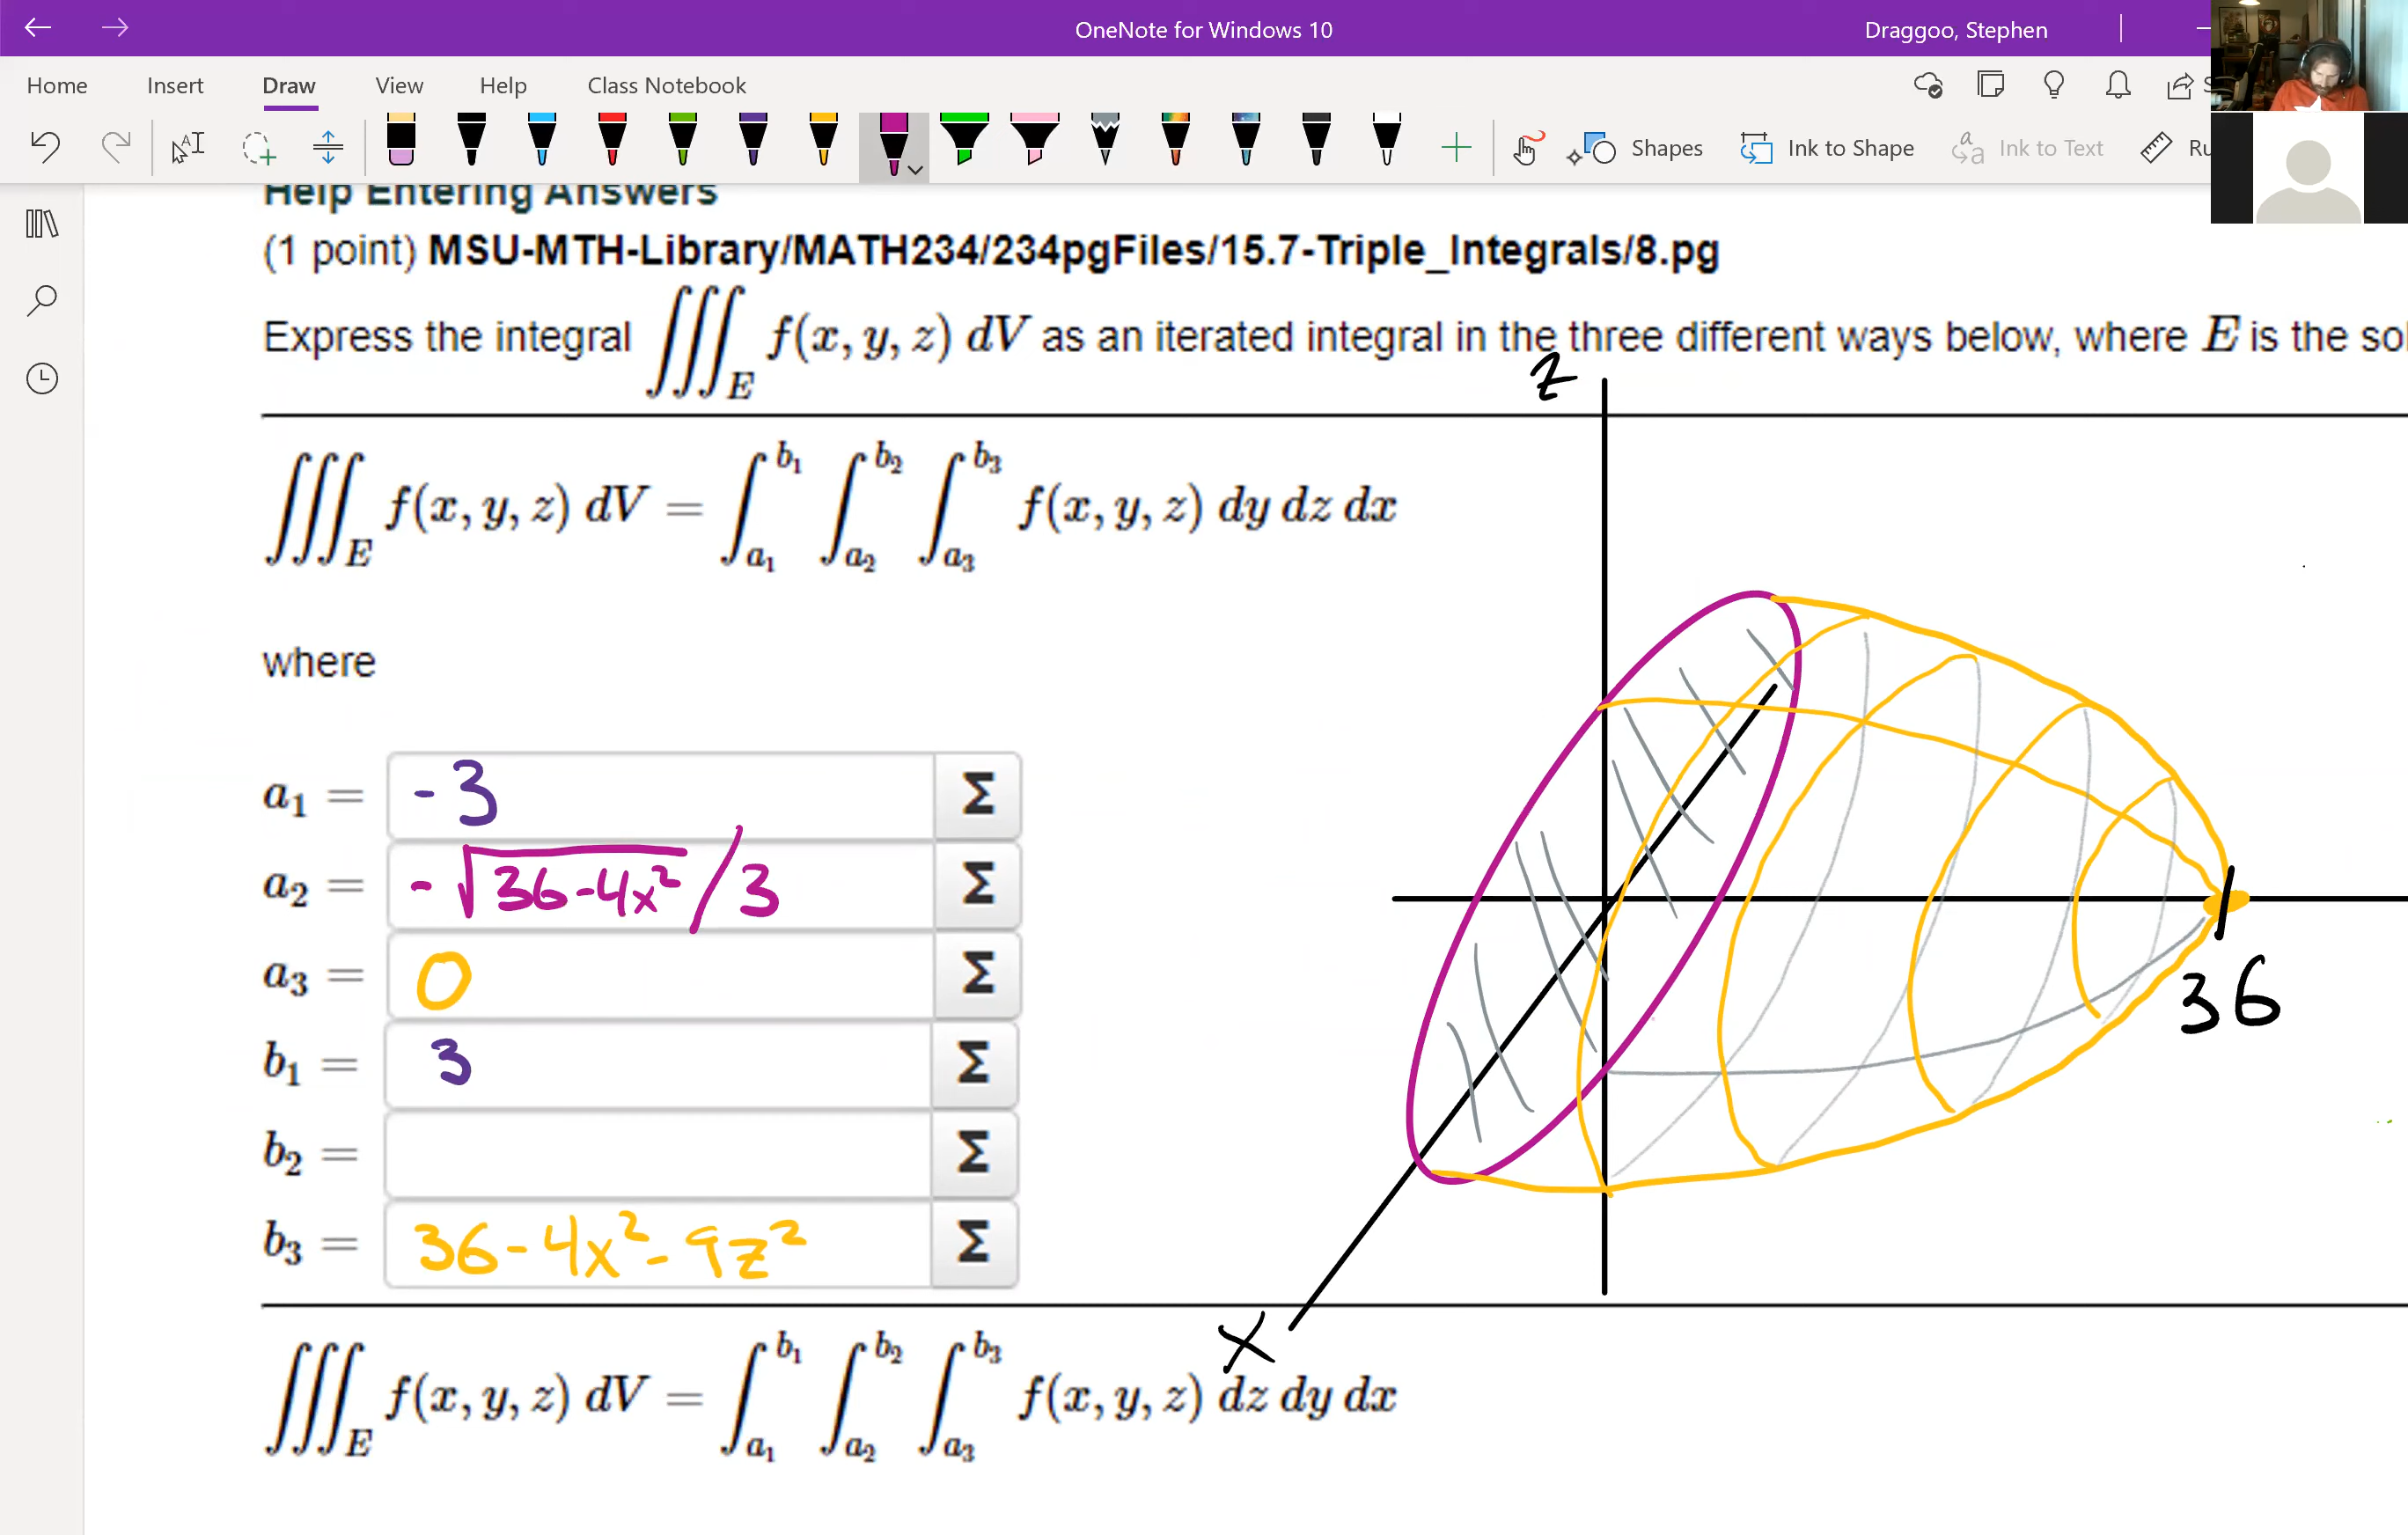 OneNote for Windows 10
Draggoo, Stephen
Home Insert Draw View Help Class Notebook
Shapes Ink to Shape Ink to Text
Help Entering Answers
(1 point) MSU-MTH-Library/MATH234/234pgFiles/15.7-Triple_Integrals/8.pg
Express the integral ∭_E f(x, y, z) dV as an iterated integral in the three different ways below, where E is the
z
∭_E f(x, y, z) dV = ∫_{a₁}^{b₁} ∫_{a₂}^{b₂} ∫_{a₃}^{b₃} f(x, y, z) dy dz dx
where
a₁ = -3 Σ
a₂ = -√(36-4x²)/3 Σ
a₃ = 0 Σ
b₁ = 3 Σ
b₂ = Σ
b₃ = 36-4x²-9z² Σ
36
x
∭_E f(x, y, z) dV = ∫_{a₁}^{b₁} ∫_{a₂}^{b₂} ∫_{a₃}^{b₃} f(x, y, z) dz dy dx